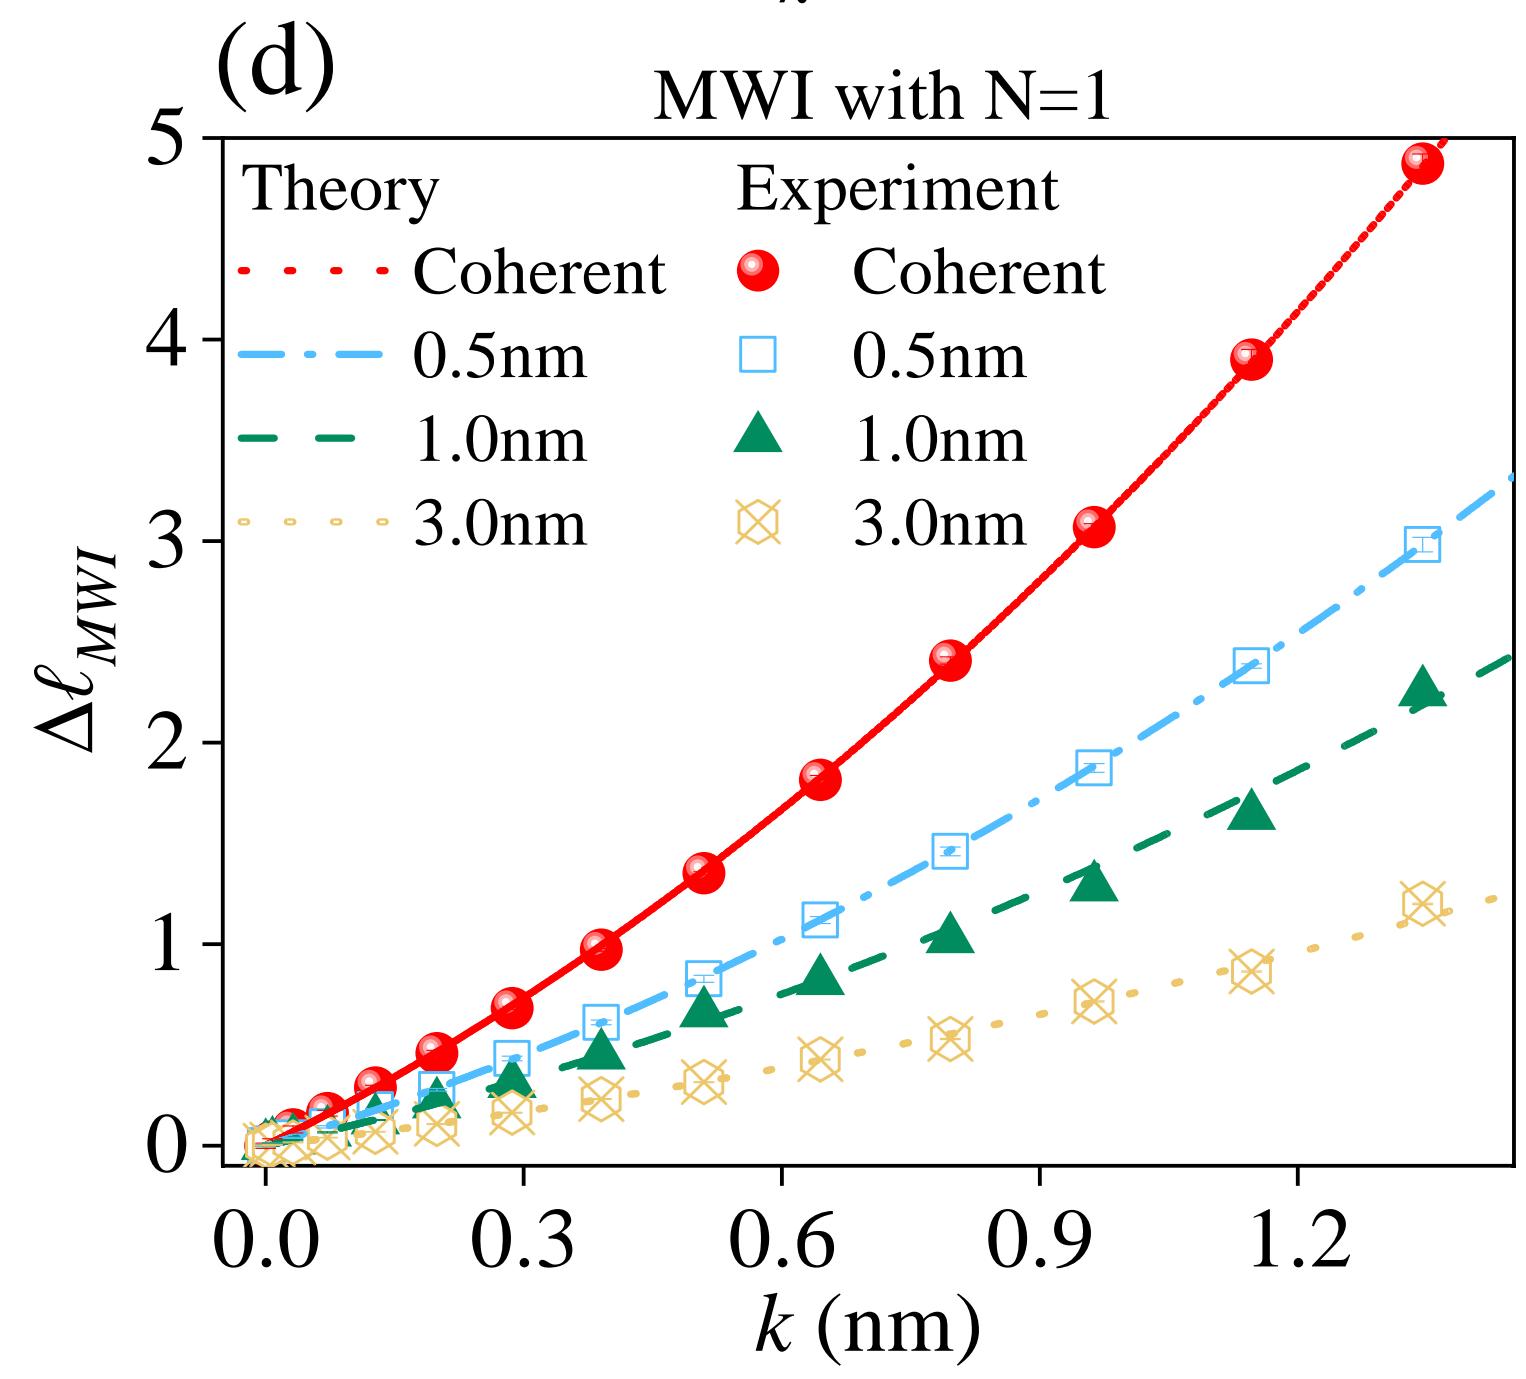 (d)
MWI with N=1
Theory Experiment
Coherent Coherent
0.5nm 0.5nm
1.0nm 1.0nm
3.0nm 3.0nm
5
4
3
2
1
0
Δℓ_MWI
0.0 0.3 0.6 0.9 1.2
k (nm)